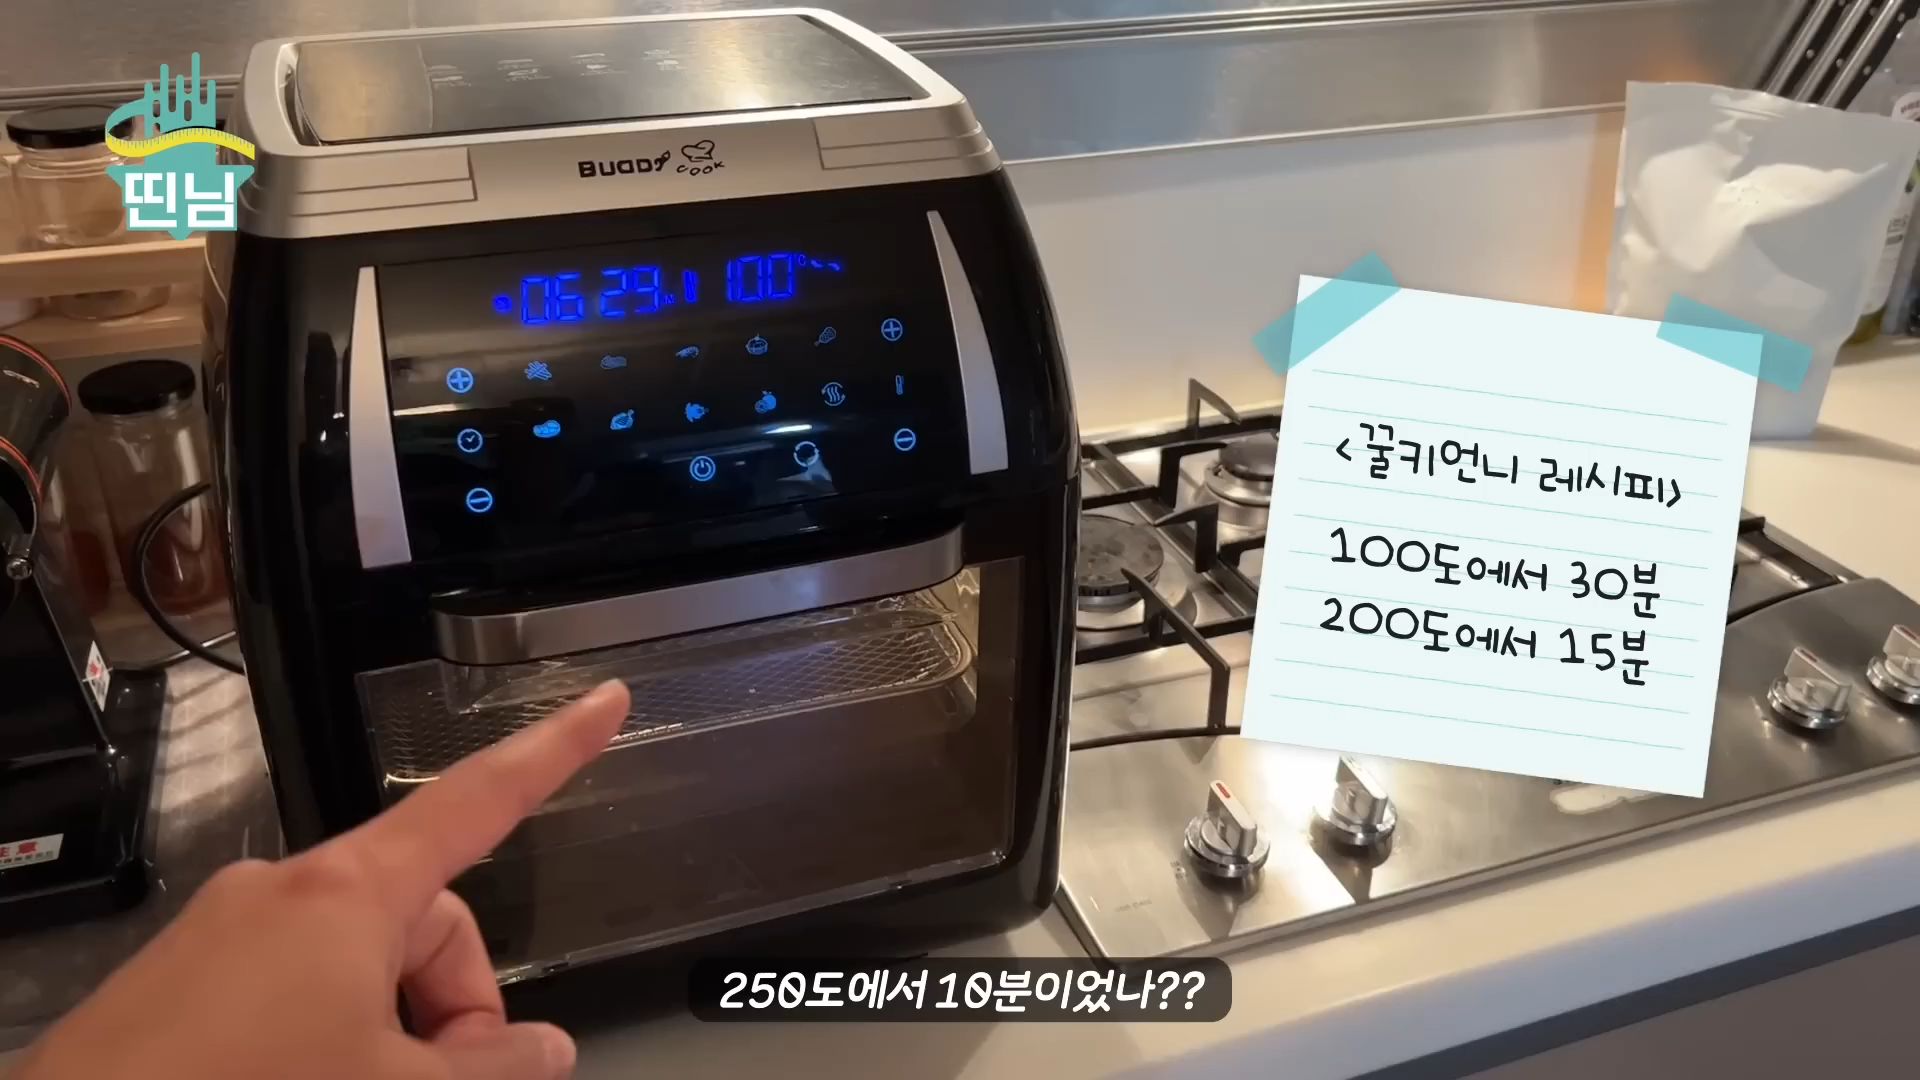 띤님
BUDDY COOK
06 29 100°C
<꿀키언니 레시피>
100도에서 30분
200도에서 15분
250도에서 10분이었나??